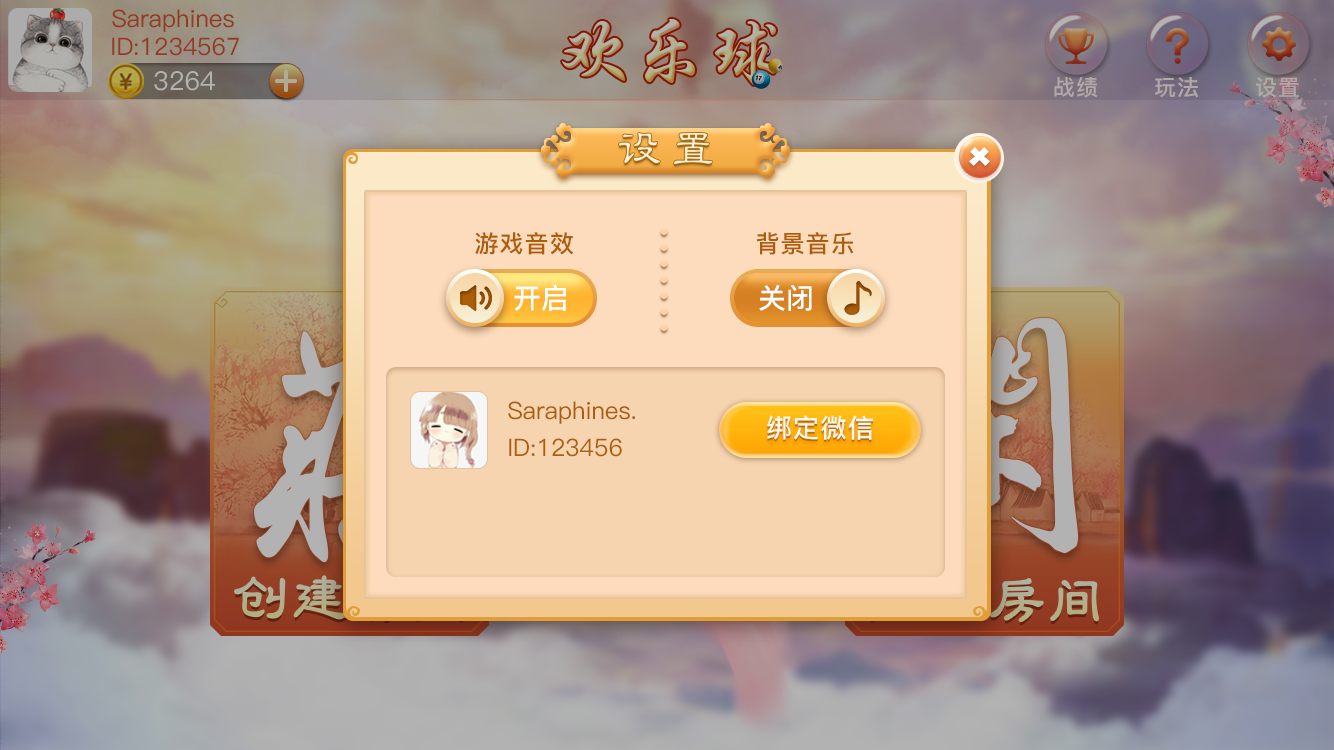 Saraphines
ID:1234567
3264
欢乐球
17
战绩
玩法
设置
设置
游戏音效
背景音乐
开启
关闭
Saraphines.
ID:123456
绑定微信
创建
房间